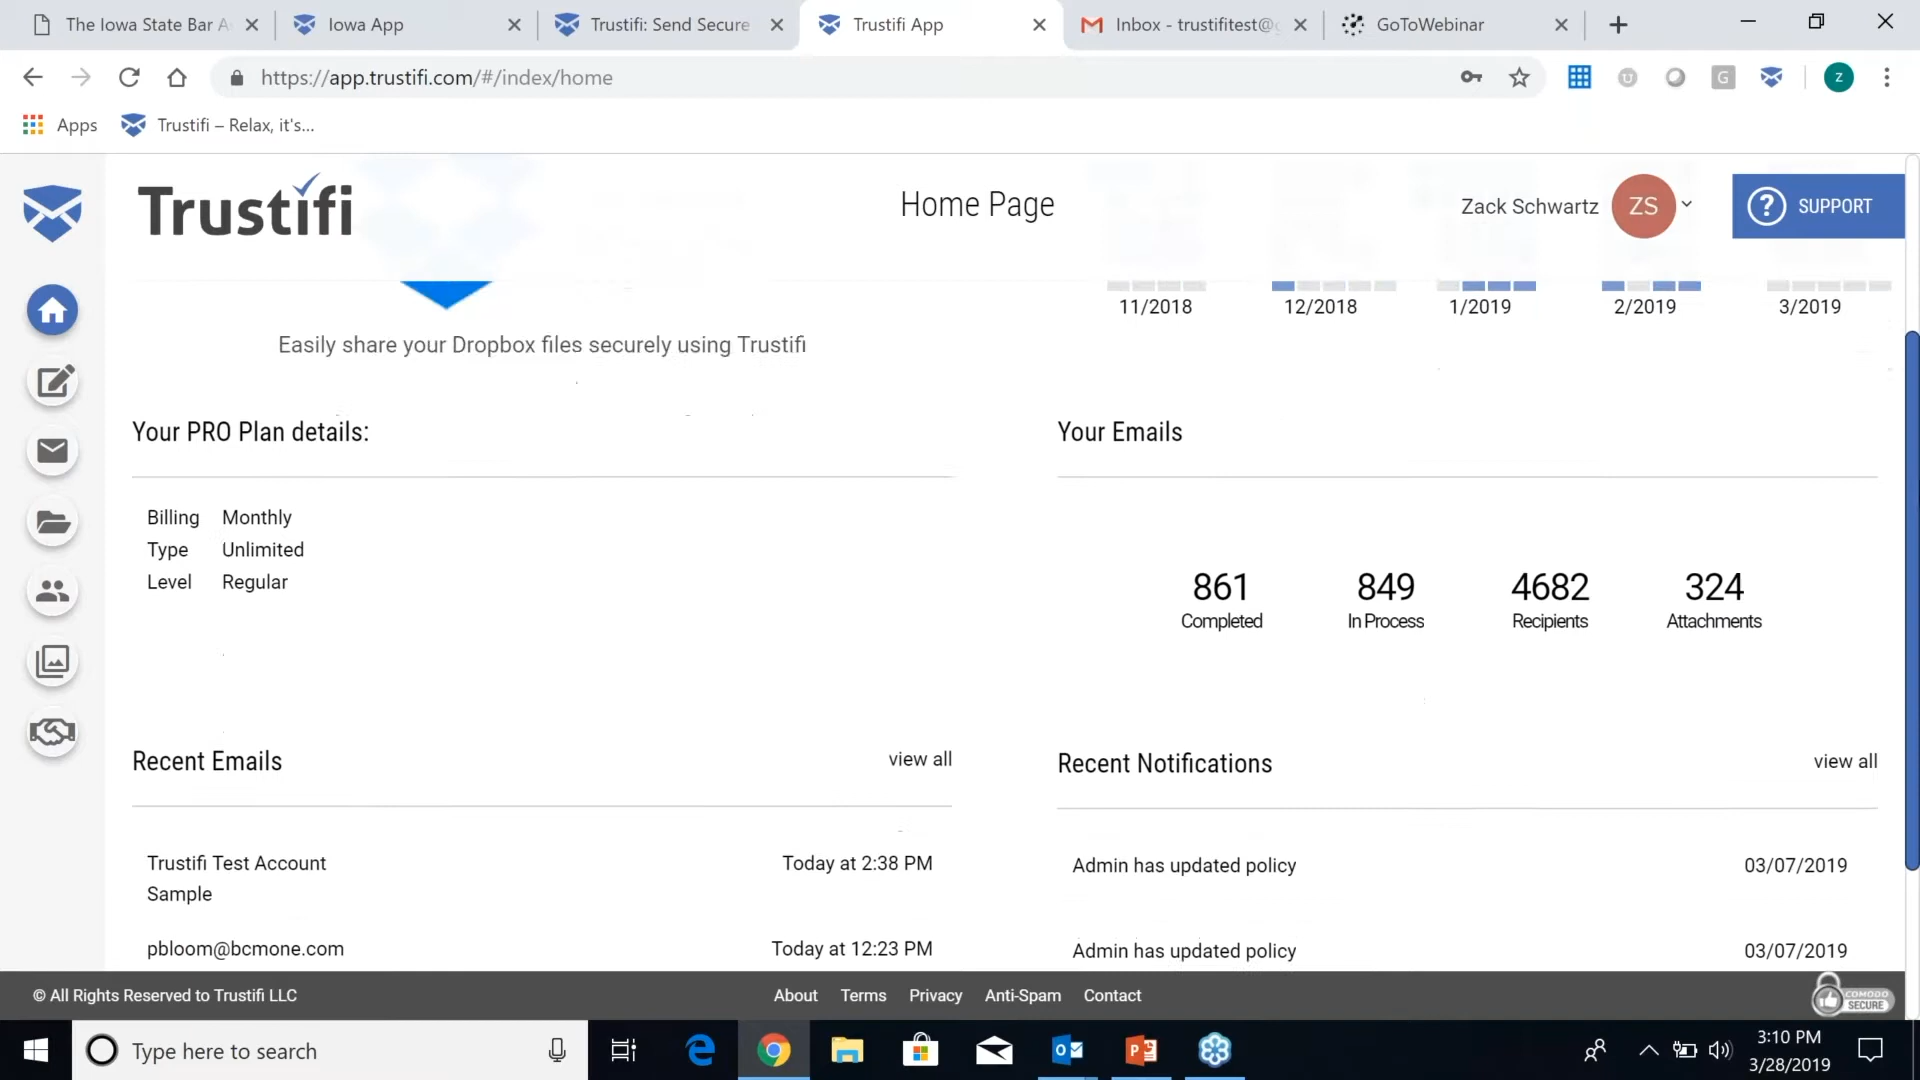 The Iowa State Bar A
Iowa App
Trustifi: Send Secure
Trustifi App
Inbox - trustifitest@g
GoToWebinar
https://app.trustifi.com/#/index/home
Z
Apps
Trustifi – Relax, it's...
Trustifi
Home Page
Zack Schwartz
ZS
? SUPPORT
11/2018
12/2018
1/2019
2/2019
3/2019
Easily share your Dropbox files securely using Trustifi
Your PRO Plan details:
Billing Monthly
Type Unlimited
Level Regular
Your Emails
861
849
4682
324
Completed
In Process
Recipients
Attachments
Recent Emails
view all
Trustifi Test Account
Today at 2:38 PM
Sample
pbloom@bcmone.com
Today at 12:23 PM
Recent Notifications
view all
Admin has updated policy
03/07/2019
Admin has updated policy
03/07/2019
© All Rights Reserved to Trustifi LLC
About
Terms
Privacy
Anti-Spam
Contact
COMODO
SECURE
Type here to search
3:10 PM
3/28/2019